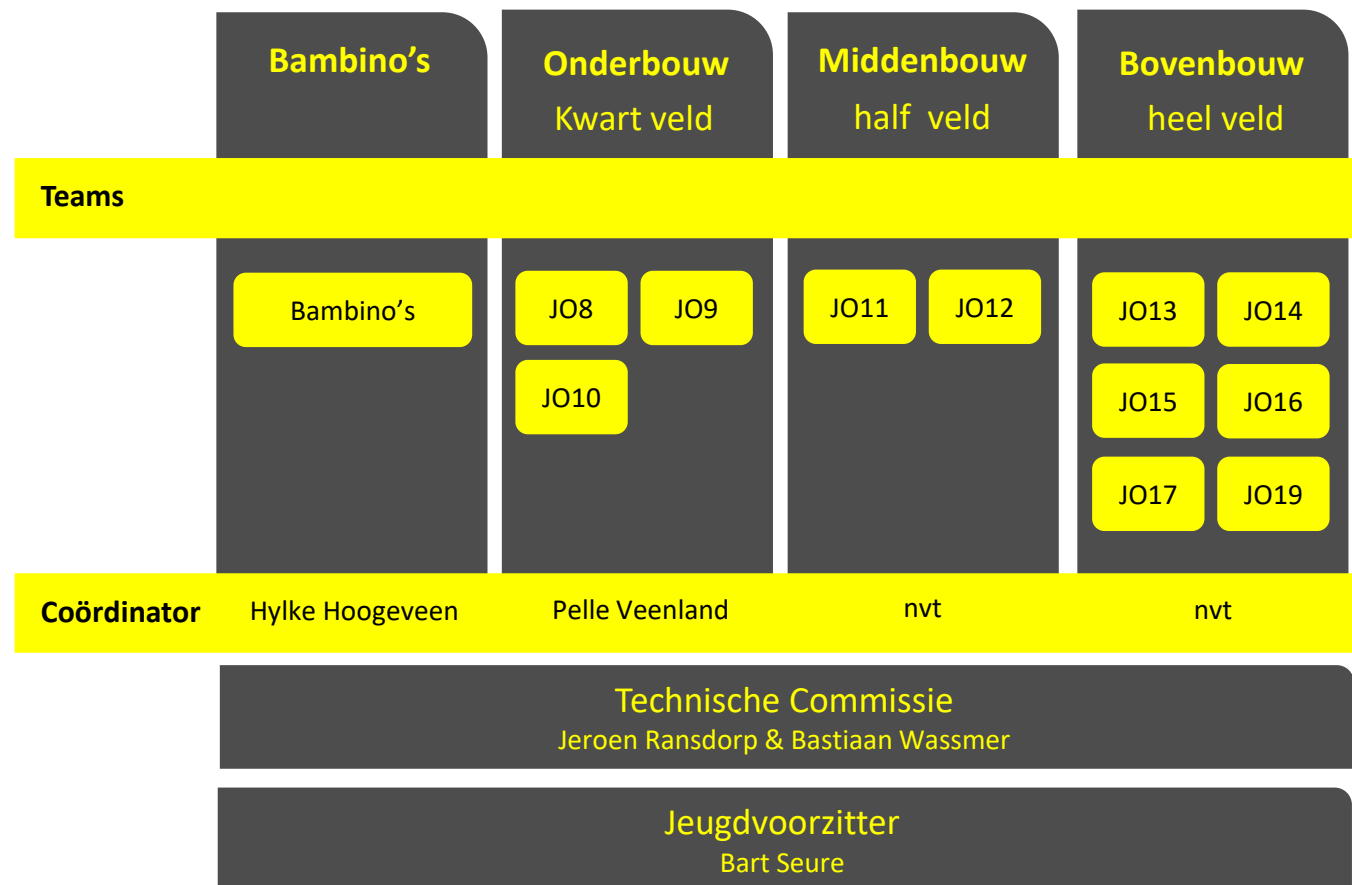 Bambino’s
Onderbouw
Kwart veld
Middenbouw
half veld
Bovenbouw
heel veld
Teams
Bambino’s
JO8 JO9
JO10
JO11 JO12
JO13 JO14
JO15 JO16
JO17 JO19
Coördinator Hylke Hoogeveen Pelle Veenland nvt nvt
Technische Commissie
Jeroen Ransdorp & Bastiaan Wassmer
Jeugdvoorzitter
Bart Seure